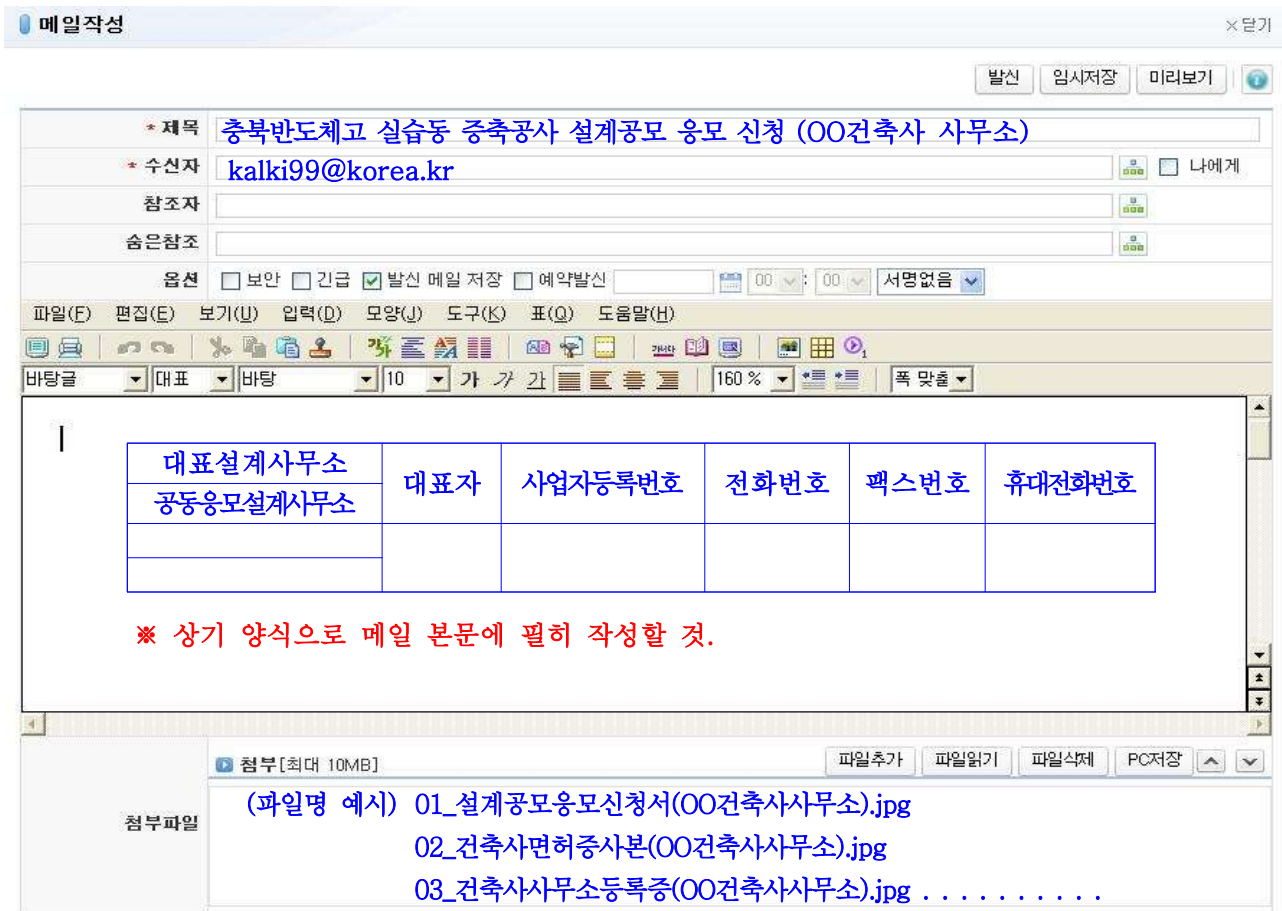 메일작성 ×닫기
발신 임시저장 미리보기
* 제목 충북반도체고 실습동 증축공사 설계공모 응모 신청 (OO건축사 사무소)
* 수신자 kalki99@korea.kr 나에게
참조자
숨은참조
옵션 보안 긴급 발신 메일 저장 예약발신 00 : 00 서명없음
파일(F) 편집(E) 보기(U) 입력(D) 모양(J) 도구(K) 표(Q) 도움말(H)
바탕글 대표 바탕 10 가 가 가 160 % 폭 맞춤
대표설계사무소 대표자 사업자등록번호 전화번호 팩스번호 휴대전화번호
공동응모설계사무소
※ 상기 양식으로 메일 본문에 필히 작성할 것.
첨부[최대 10MB] 파일추가 파일읽기 파일삭제 PC저장
첨부파일 (파일명 예시) 01_설계공모응모신청서(OO건축사사무소).jpg
02_건축사면허증사본(OO건축사사무소).jpg
03_건축사사무소등록증(OO건축사사무소).jpg . . . . . . . . . .